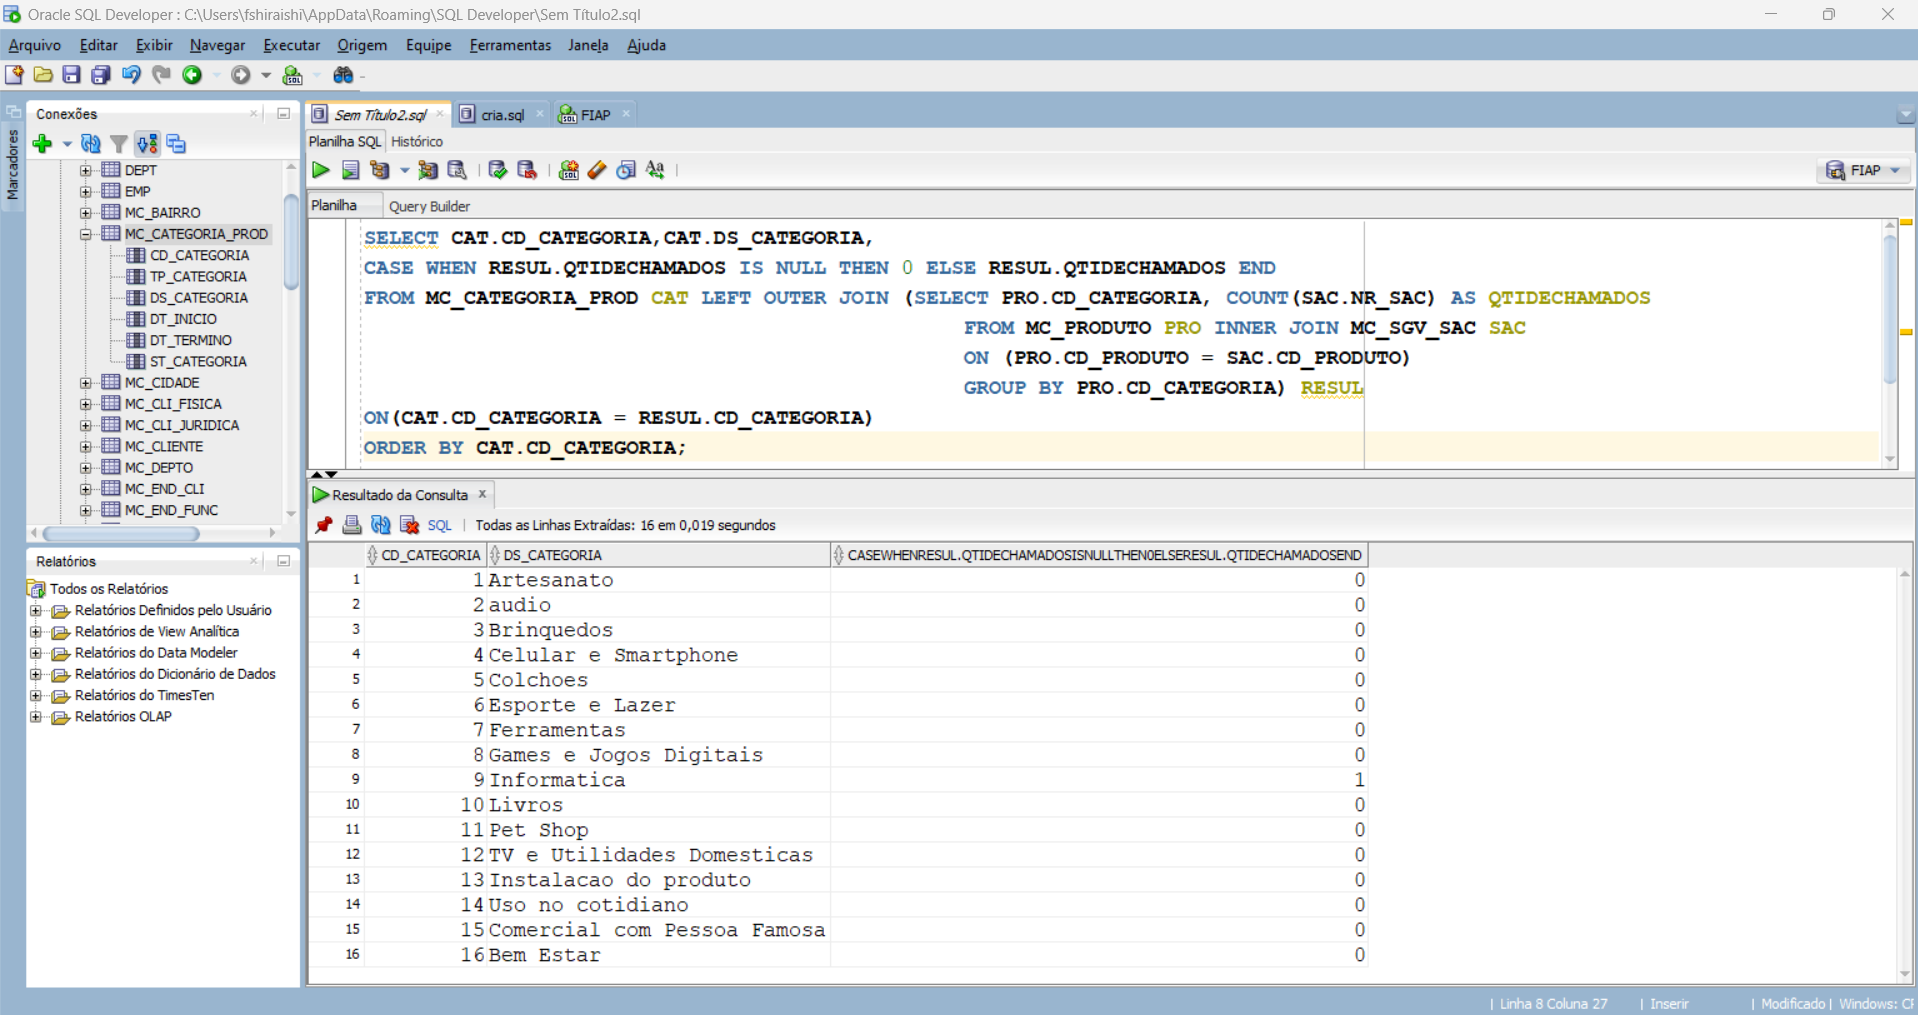 Oracle SQL Developer : C:\Users\fshiraishi\AppData\Roaming\SQL Developer\Sem Título2.sql
Arquivo Editar Exibir Navegar Executar Origem Equipe Ferramentas Janela Ajuda
Marcadores
Conexões
DEPT
EMP
MC_BAIRRO
MC_CATEGORIA_PROD
CD_CATEGORIA
TP_CATEGORIA
DS_CATEGORIA
DT_INICIO
DT_TERMINO
ST_CATEGORIA
MC_CIDADE
MC_CLI_FISICA
MC_CLI_JURIDICA
MC_CLIENTE
MC_DEPTO
MC_END_CLI
MC_END_FUNC
Relatórios
Todos os Relatórios
Relatórios Definidos pelo Usuário
Relatórios de View Analítica
Relatórios do Data Modeler
Relatórios do Dicionário de Dados
Relatórios do TimesTen
Relatórios OLAP
Sem Título2.sql cria.sql FIAP
Planilha SQL Histórico
FIAP
Planilha Query Builder
SELECT CAT.CD_CATEGORIA,CAT.DS_CATEGORIA,
CASE WHEN RESUL.QTIDECHAMADOS IS NULL THEN 0 ELSE RESUL.QTIDECHAMADOS END
FROM MC_CATEGORIA_PROD CAT LEFT OUTER JOIN (SELECT PRO.CD_CATEGORIA, COUNT(SAC.NR_SAC) AS QTIDECHAMADOS
FROM MC_PRODUTO PRO INNER JOIN MC_SGV_SAC SAC
ON (PRO.CD_PRODUTO = SAC.CD_PRODUTO)
GROUP BY PRO.CD_CATEGORIA) RESUL
ON(CAT.CD_CATEGORIA = RESUL.CD_CATEGORIA)
ORDER BY CAT.CD_CATEGORIA;
Resultado da Consulta
SQL | Todas as Linhas Extraídas: 16 em 0,019 segundos
CD_CATEGORIA DS_CATEGORIA CASEWHENRESUL.QTIDECHAMADOSISNULLTHEN0ELSERESUL.QTIDECHAMADOSEND
1 1 Artesanato 0
2 2 audio 0
3 3 Brinquedos 0
4 4 Celular e Smartphone 0
5 5 Colchoes 0
6 6 Esporte e Lazer 0
7 7 Ferramentas 0
8 8 Games e Jogos Digitais 0
9 9 Informatica 1
10 10 Livros 0
11 11 Pet Shop 0
12 12 TV e Utilidades Domesticas 0
13 13 Instalacao do produto 0
14 14 Uso no cotidiano 0
15 15 Comercial com Pessoa Famosa 0
16 16 Bem Estar 0
| Linha 8 Coluna 27 | Inserir | Modificado | Windows: